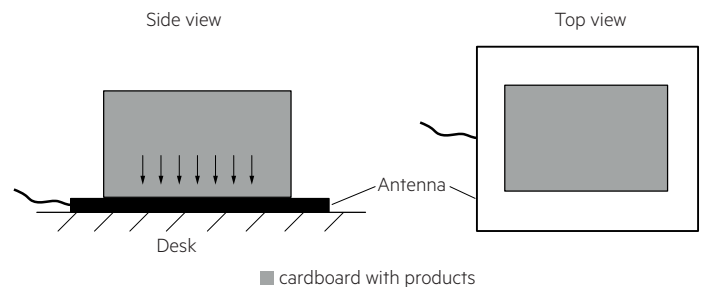 Side view
Top view
Antenna
Desk
cardboard with products